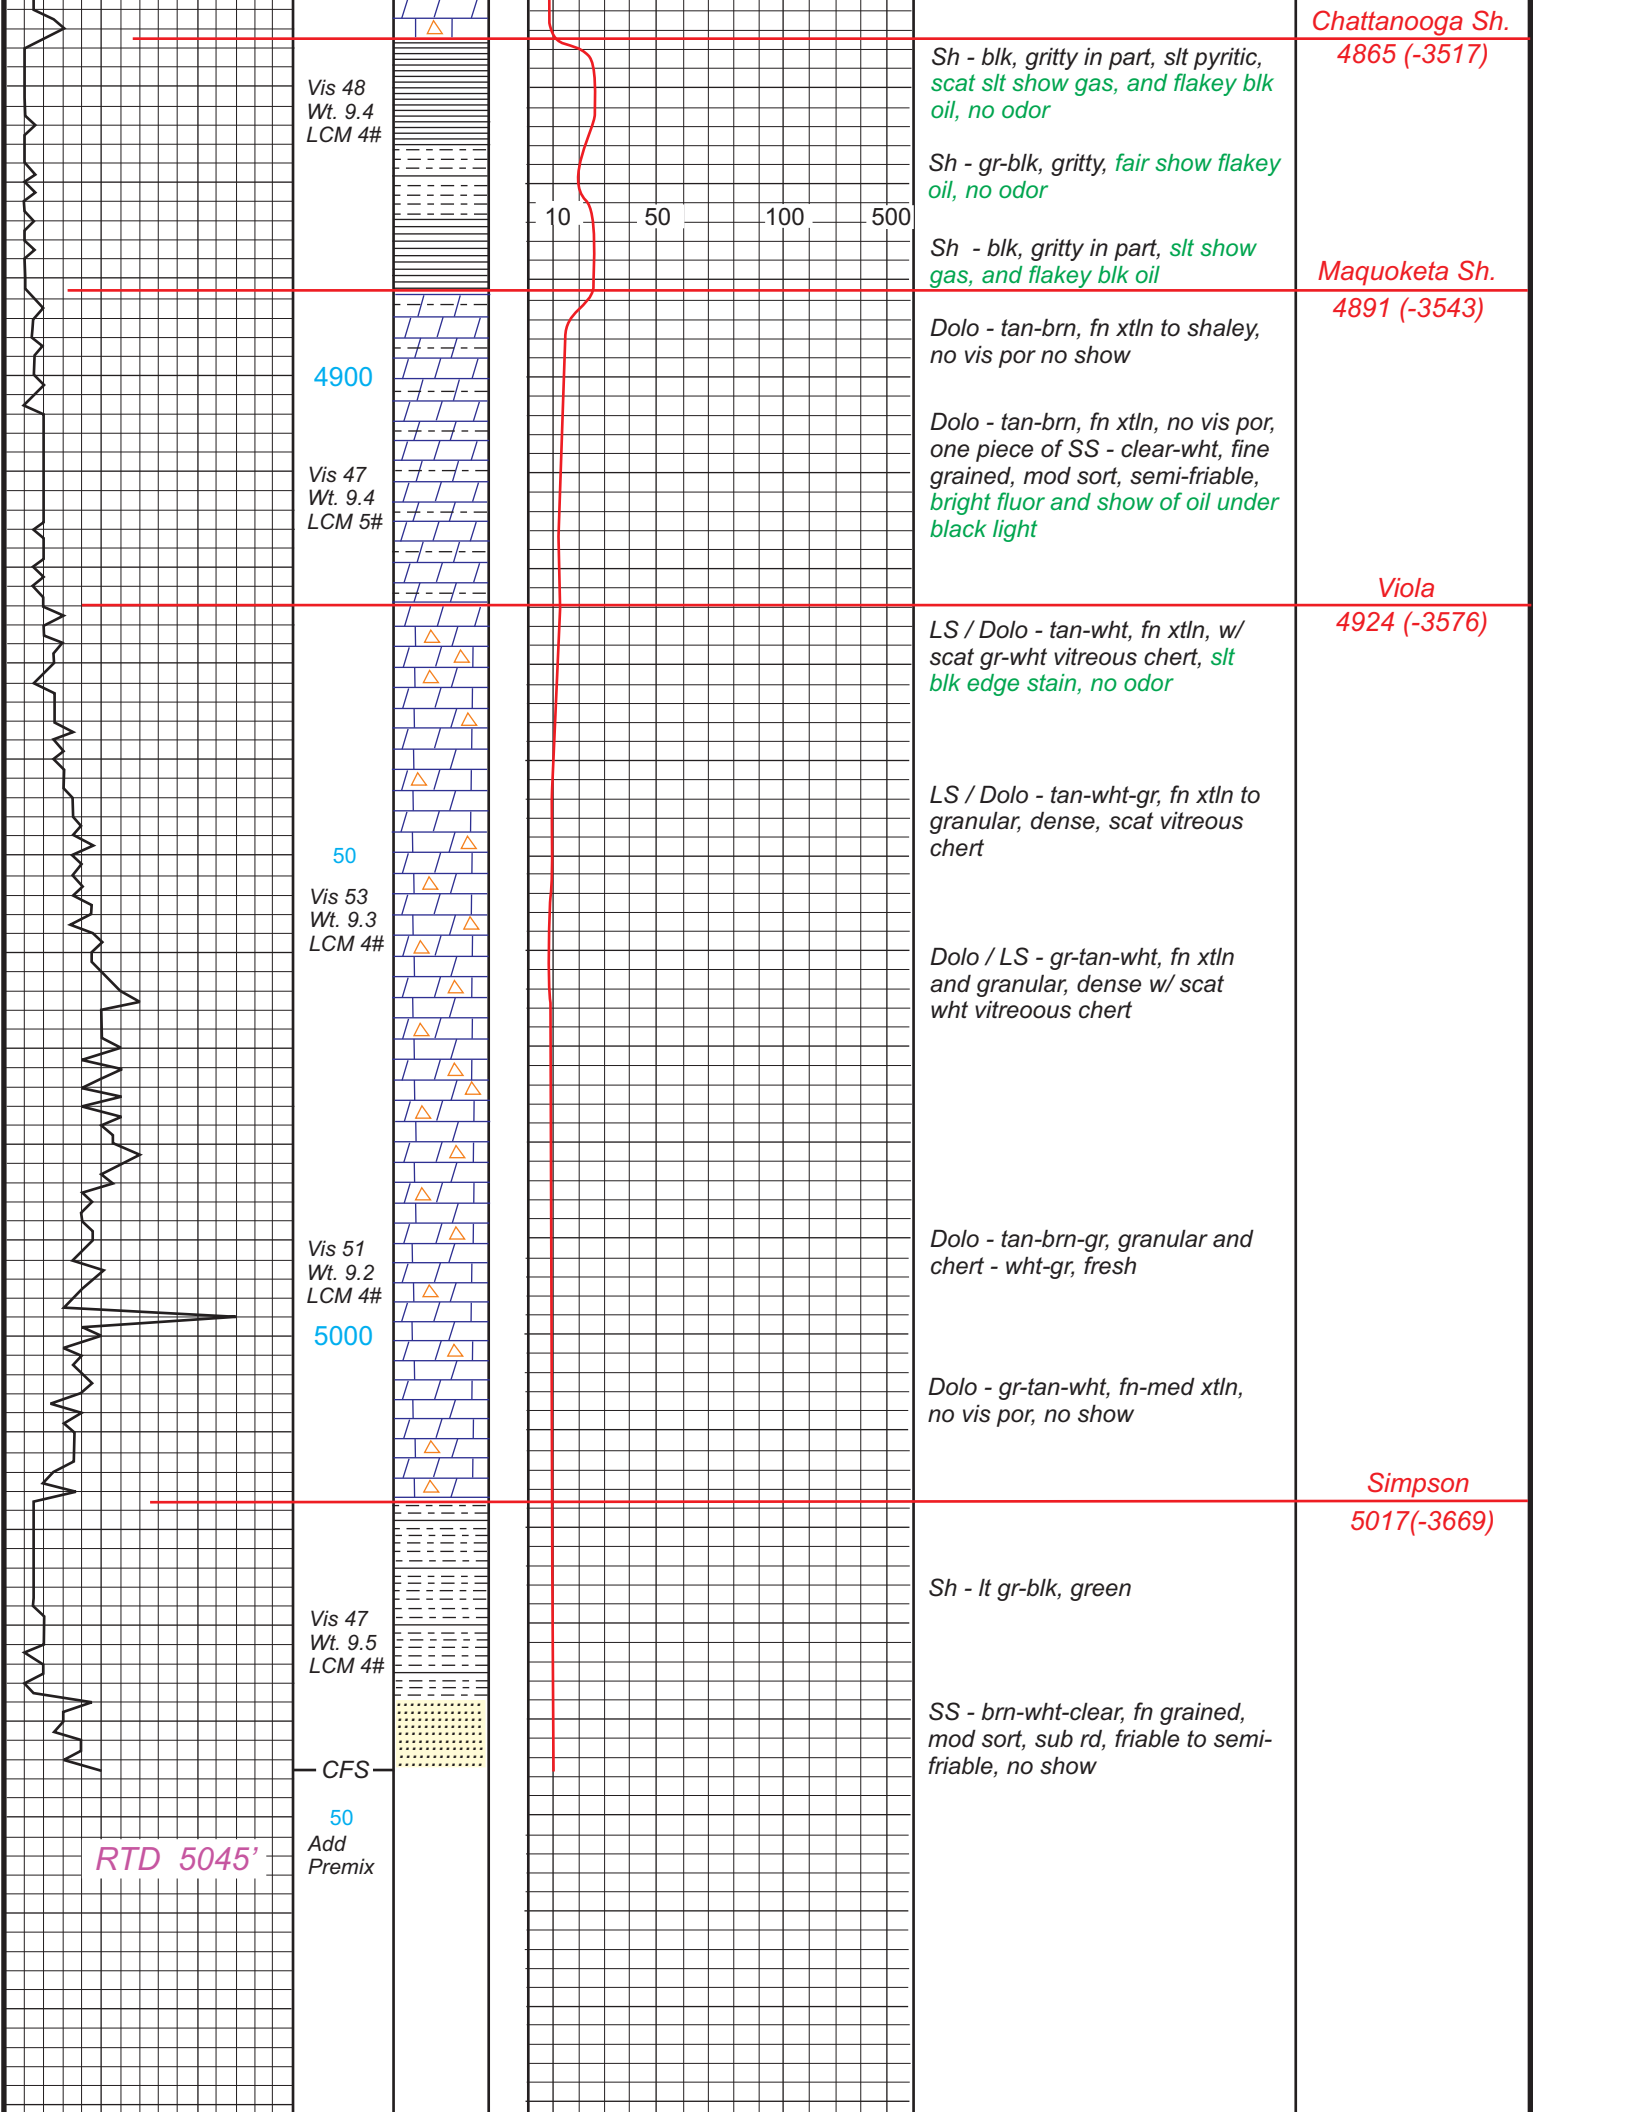 Chattanooga Sh.
4865 (-3517)
Sh - blk, gritty in part, slt pyritic,
scat slt show gas, and flakey blk
oil, no odor
Vis 48
Wt. 9.4
LCM 4#
Sh - gr-blk, gritty, fair show flakey
oil, no odor
10 50 100 500
Sh - blk, gritty in part, slt show
gas, and flakey blk oil
Maquoketa Sh.
4891 (-3543)
Dolo - tan-brn, fn xtln to shaley,
no vis por no show
4900
Dolo - tan-brn, fn xtln, no vis por,
one piece of SS - clear-wht, fine
grained, mod sort, semi-friable,
bright fluor and show of oil under
black light
Vis 47
Wt. 9.4
LCM 5#
Viola
4924 (-3576)
LS / Dolo - tan-wht, fn xtln, w/
scat gr-wht vitreous chert, slt
blk edge stain, no odor
LS / Dolo - tan-wht-gr, fn xtln to
granular, dense, scat vitreous
chert
50
Vis 53
Wt. 9.3
LCM 4#
Dolo / LS - gr-tan-wht, fn xtln
and granular, dense w/ scat
wht vitreoous chert
Dolo - tan-brn-gr, granular and
chert - wht-gr, fresh
Vis 51
Wt. 9.2
LCM 4#
5000
Dolo - gr-tan-wht, fn-med xtln,
no vis por, no show
Simpson
5017(-3669)
Sh - lt gr-blk, green
Vis 47
Wt. 9.5
LCM 4#
SS - brn-wht-clear, fn grained,
mod sort, sub rd, friable to semi-
friable, no show
CFS
50
Add
Premix
RTD 5045’